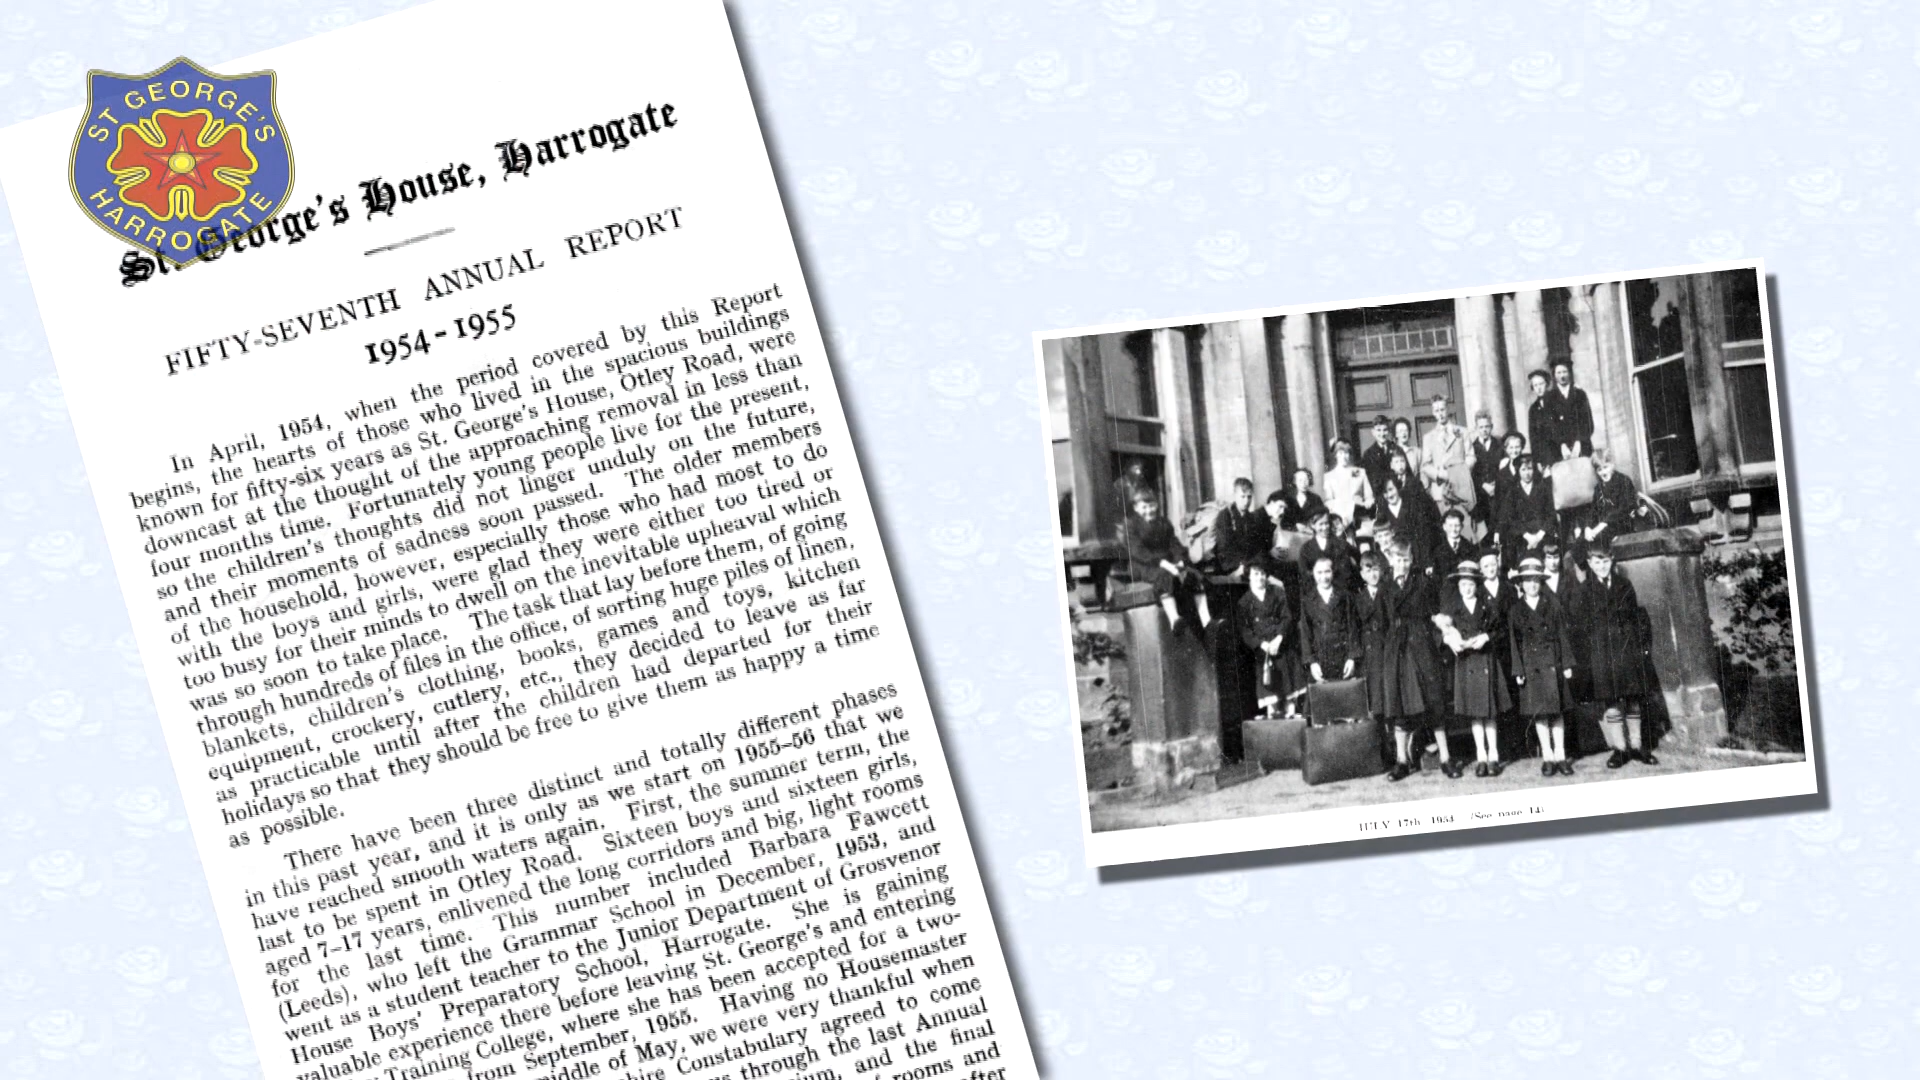 ST GEORGE'S
HARROGATE
St. George's House, Harrogate
FIFTY-SEVENTH ANNUAL REPORT
1954-1955
In April, 1954, when the period covered by this Report
begins, the hearts of those who lived in the spacious buildings
known for fifty-six years as St. George's House, Otley Road, were
downcast at the thought of the approaching removal in less than
four months time. Fortunately young people live for the present,
so the children's thoughts did not linger unduly on the future,
and their moments of sadness soon passed. The older members
of the household, however, especially those who had most to do
with the boys and girls, were glad they were either too tired or
too busy for their minds to dwell on the inevitable upheaval which
was so soon to take place. The task that lay before them, of going
through hundreds of files in the office, of sorting huge piles of linen,
blankets, children's clothing, books, games and toys, kitchen
equipment, crockery, cutlery, etc., they decided to leave as far
as practicable until after the children had departed for their
holidays so that they should be free to give them as happy a time
as possible.
There have been three distinct and totally different phases
in this past year, and it is only as we start on 1955–56 that we
have reached smooth waters again. First, the summer term, the
last to be spent in Otley Road. Sixteen boys and sixteen girls,
aged 7–17 years, enlivened the long corridors and big, light rooms
for the last time. This number included Barbara Fawcett
(Leeds), who left the Grammar School in December, 1953, and
went as a student teacher to the Junior Department of Grosvenor
House Boys' Preparatory School, Harrogate. She is gaining
valuable experience there before leaving St. George's and entering
Training College, where she has been accepted for a two-
from September, 1955. Having no Housemaster
middle of May, we were very thankful when
Constabulary agreed to come
through the last Annual
and the final
rooms and
after
JULY 17th, 1954 (See page 14)